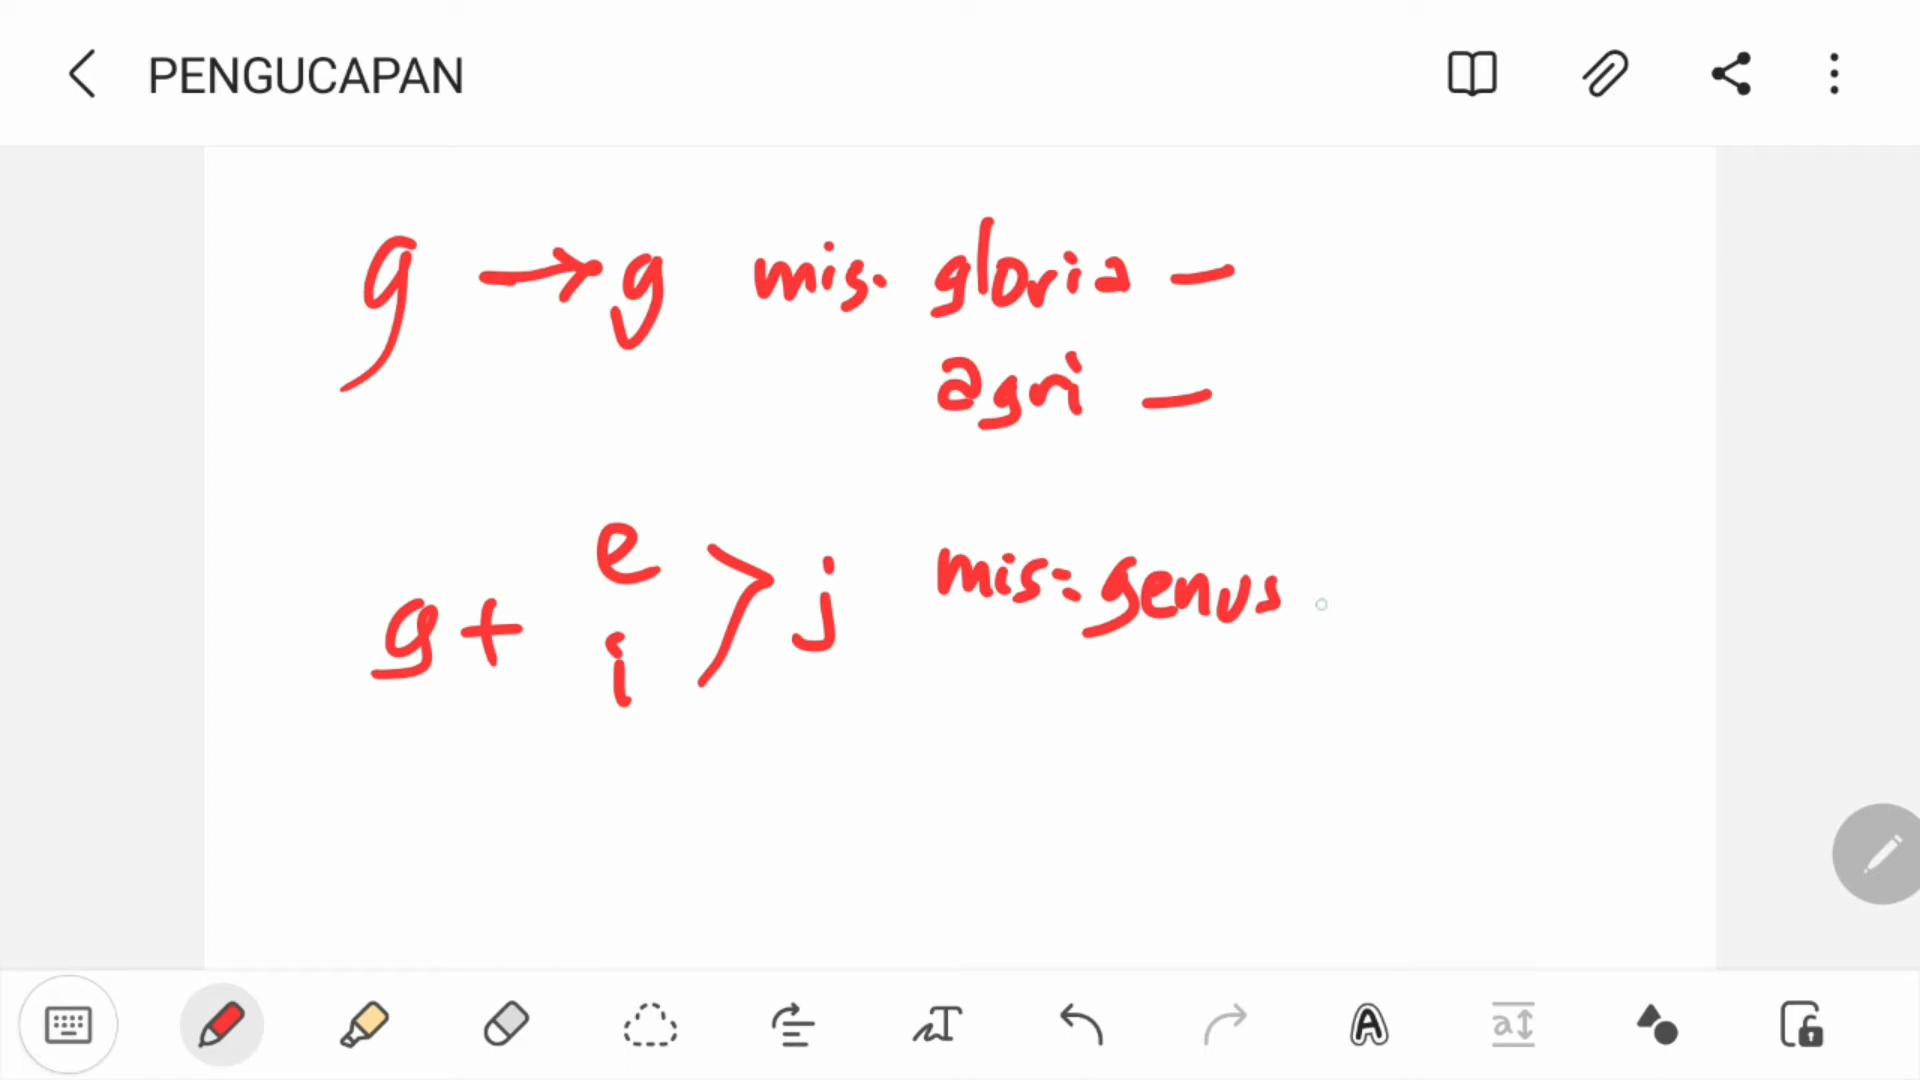 PENGUCAPAN
g → g mis. gloria –
agri –
e
g + > j mis: genus
i